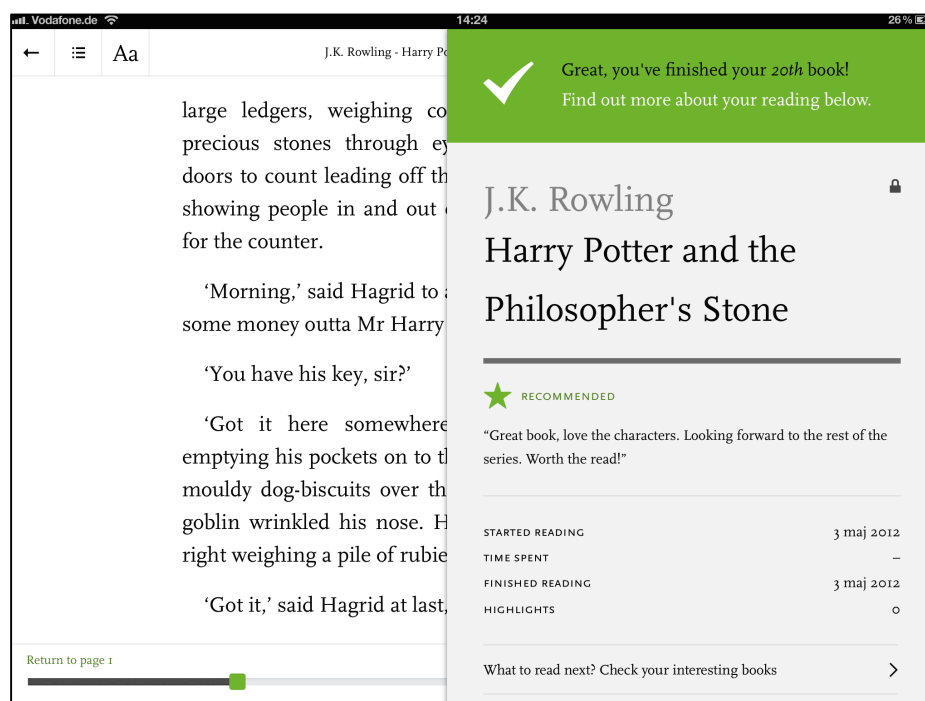 Vodafone.de
14:24
26 %
Aa
J.K. Rowling - Harry Po
large ledgers, weighing co
precious stones through ey
doors to count leading off th
showing people in and out
for the counter.
‘Morning,’ said Hagrid to a
some money outta Mr Harry
‘You have his key, sir?’
‘Got it here somewhere
emptying his pockets on to th
mouldy dog-biscuits over th
goblin wrinkled his nose. H
right weighing a pile of rubie
‘Got it,’ said Hagrid at last,
Return to page 1
Great, you've finished your 20th book!
Find out more about your reading below.
J.K. Rowling
Harry Potter and the
Philosopher's Stone
RECOMMENDED
“Great book, love the characters. Looking forward to the rest of the
series. Worth the read!”
STARTED READING 3 maj 2012
TIME SPENT –
FINISHED READING 3 maj 2012
HIGHLIGHTS 0
What to read next? Check your interesting books